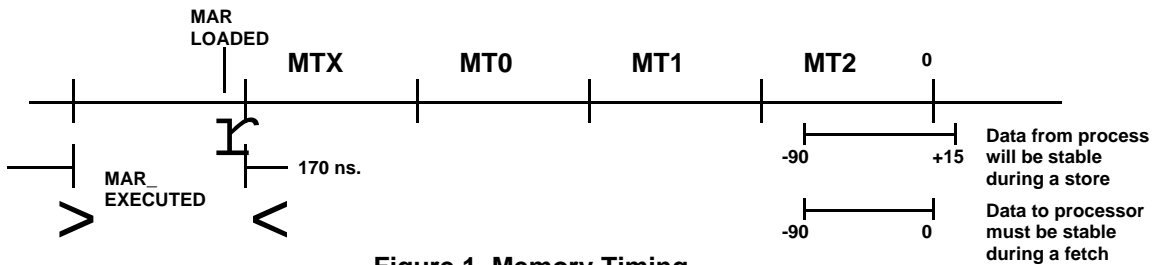 MAR
LOADED
MTX MT0 MT1 MT2 0
-90 +15
Data from process
will be stable
during a store
170 ns.
MAR_
EXECUTED
> <
-90 0
Data to processor
must be stable
during a fetch